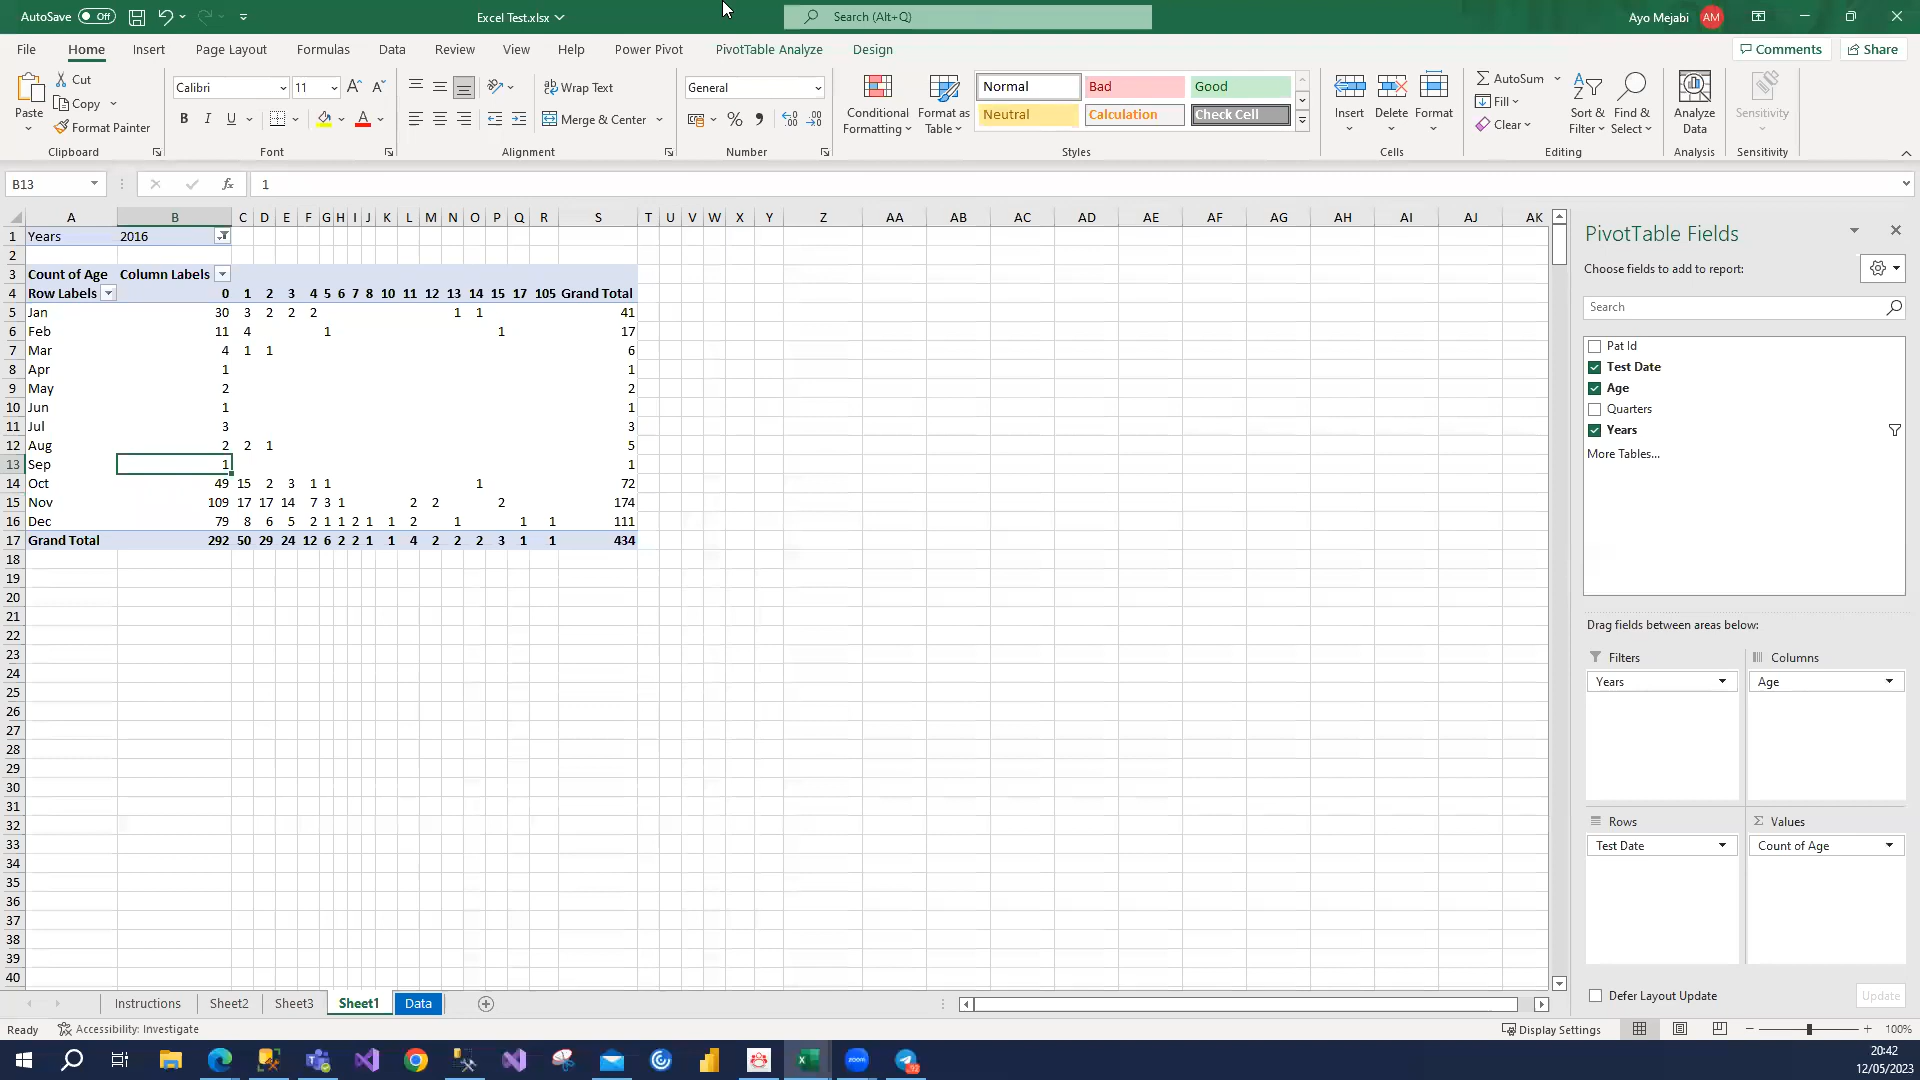 AutoSave Off Excel Test.xlsx Search (Alt+Q) Ayo Mejabi AM
File Home Insert Page Layout Formulas Data Review View Help Power Pivot PivotTable Analyze Design Comments Share
Paste Cut Copy Format Painter Clipboard
Calibri 11 B I U Font
Wrap Text Merge & Center Alignment
General % Number
Conditional Formatting Format as Table Normal Bad Good Neutral Calculation Check Cell Styles
Insert Delete Format Cells
AutoSum Fill Clear Sort & Filter Find & Select Editing
Analyze Data Analysis Sensitivity Sensitivity
B13 fx 1
A B C D E F G H I J K L M N O P Q R S T U V W X Y Z AA AB AC AD AE AF AG AH AI AJ AK
1 Years 2016
2
3 Count of Age Column Labels
4 Row Labels 0 1 2 3 4 5 6 7 8 10 11 12 13 14 15 17 105 Grand Total
5 Jan 30 3 2 2 2 1 1 41
6 Feb 11 4 1 1 17
7 Mar 4 1 1 6
8 Apr 1 1
9 May 2 2
10 Jun 1 1
11 Jul 3 3
12 Aug 2 2 1 5
13 Sep 1 1
14 Oct 49 15 2 3 1 1 1 72
15 Nov 109 17 17 14 7 3 1 2 2 2 174
16 Dec 79 8 6 5 2 1 1 2 1 1 2 1 1 1 111
17 Grand Total 292 50 29 24 12 6 2 2 1 1 4 2 2 2 3 1 1 434
18
19
20
21
22
23
24
25
26
27
28
29
30
31
32
33
34
35
36
37
38
39
40
PivotTable Fields
Choose fields to add to report:
Search
Pat Id
Test Date
Age
Quarters
Years
More Tables...
Drag fields between areas below:
Filters Columns
Years Age
Rows Values
Test Date Count of Age
Defer Layout Update Update
Instructions Sheet2 Sheet3 Sheet1 Data
Ready Accessibility: Investigate Display Settings 100%
20:42
12/05/2023